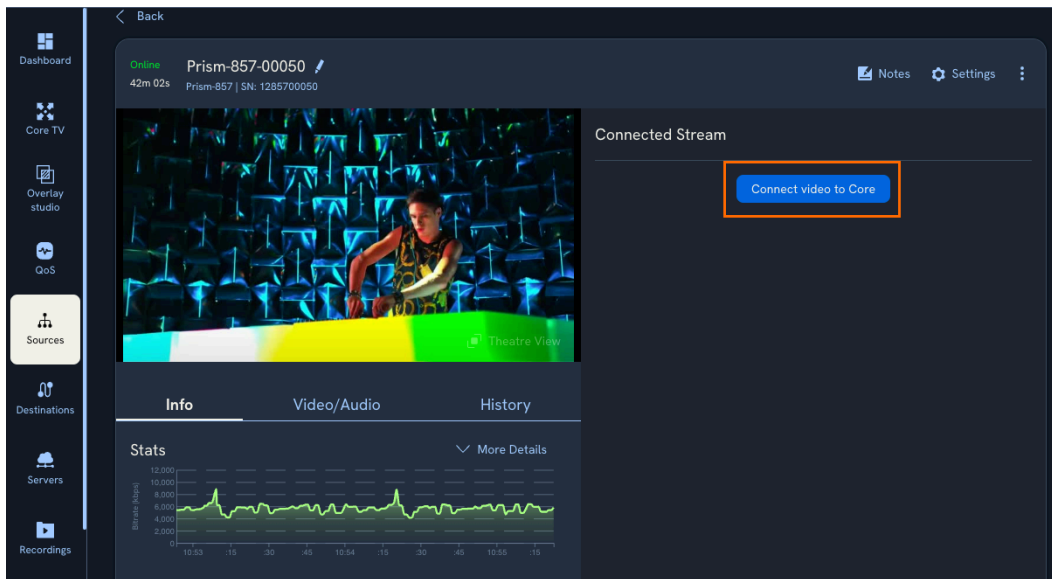 Back
Dashboard
Core TV
Overlay
studio
QoS
Sources
Destinations
Servers
Recordings
Online
42m 02s
Prism-857-00050
Prism-857 | SN: 1285700050
Notes
Settings
Theatre View
Connected Stream
Connect video to Core
Info
Video/Audio
History
Stats
More Details
Bitrate (kbps)
12,000
10,000
8,000
6,000
4,000
2,000
0
10:53 :15 :30 :45 10:54 :15 :30 :45 10:55 :15